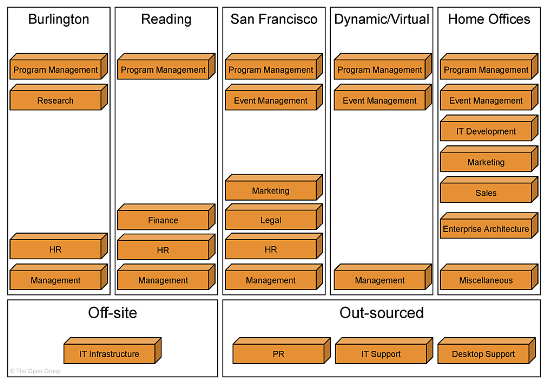 Burlington
Reading
San Francisco
Dynamic/Virtual
Home Offices
Program Management
Program Management
Program Management
Program Management
Program Management
Research
Event Management
Event Management
Event Management
IT Development
Marketing
Marketing
Sales
Finance
Legal
Enterprise Architecture
HR
HR
HR
Management
Management
Management
Management
Miscellaneous
Off-site
Out-sourced
IT Infrastructure
PR
IT Support
Desktop Support
© The Open Group